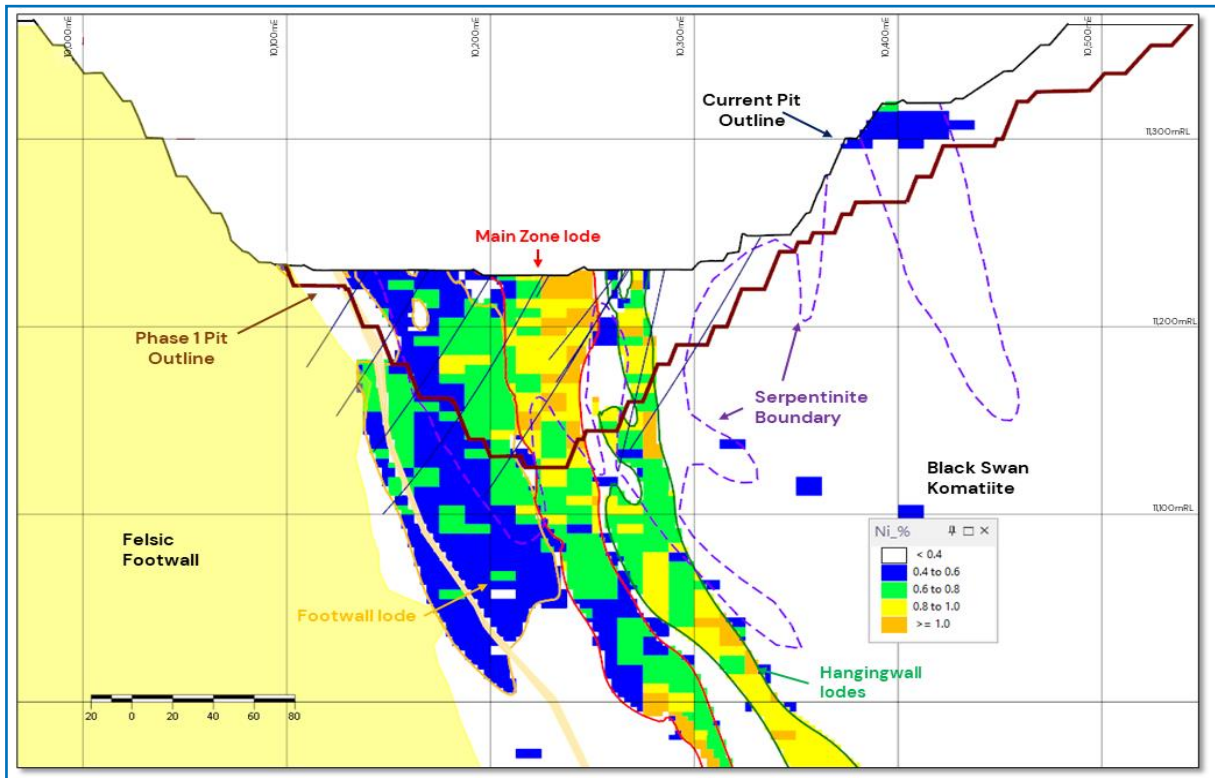 10,000mE
10,100mE
10,200mE
10,300mE
10,400mE
10,500mE
Current Pit
Outline
11,300mRL
Main Zone lode
Phase 1 Pit
Outline
11,200mRL
Serpentinite
Boundary
Black Swan
Komatiite
11,100mRL
Felsic
Footwall
Ni_%
< 0.4
0.4 to 0.6
0.6 to 0.8
0.8 to 1.0
>= 1.0
Footwall lode
Hangingwall
lodes
20 0 20 40 60 80